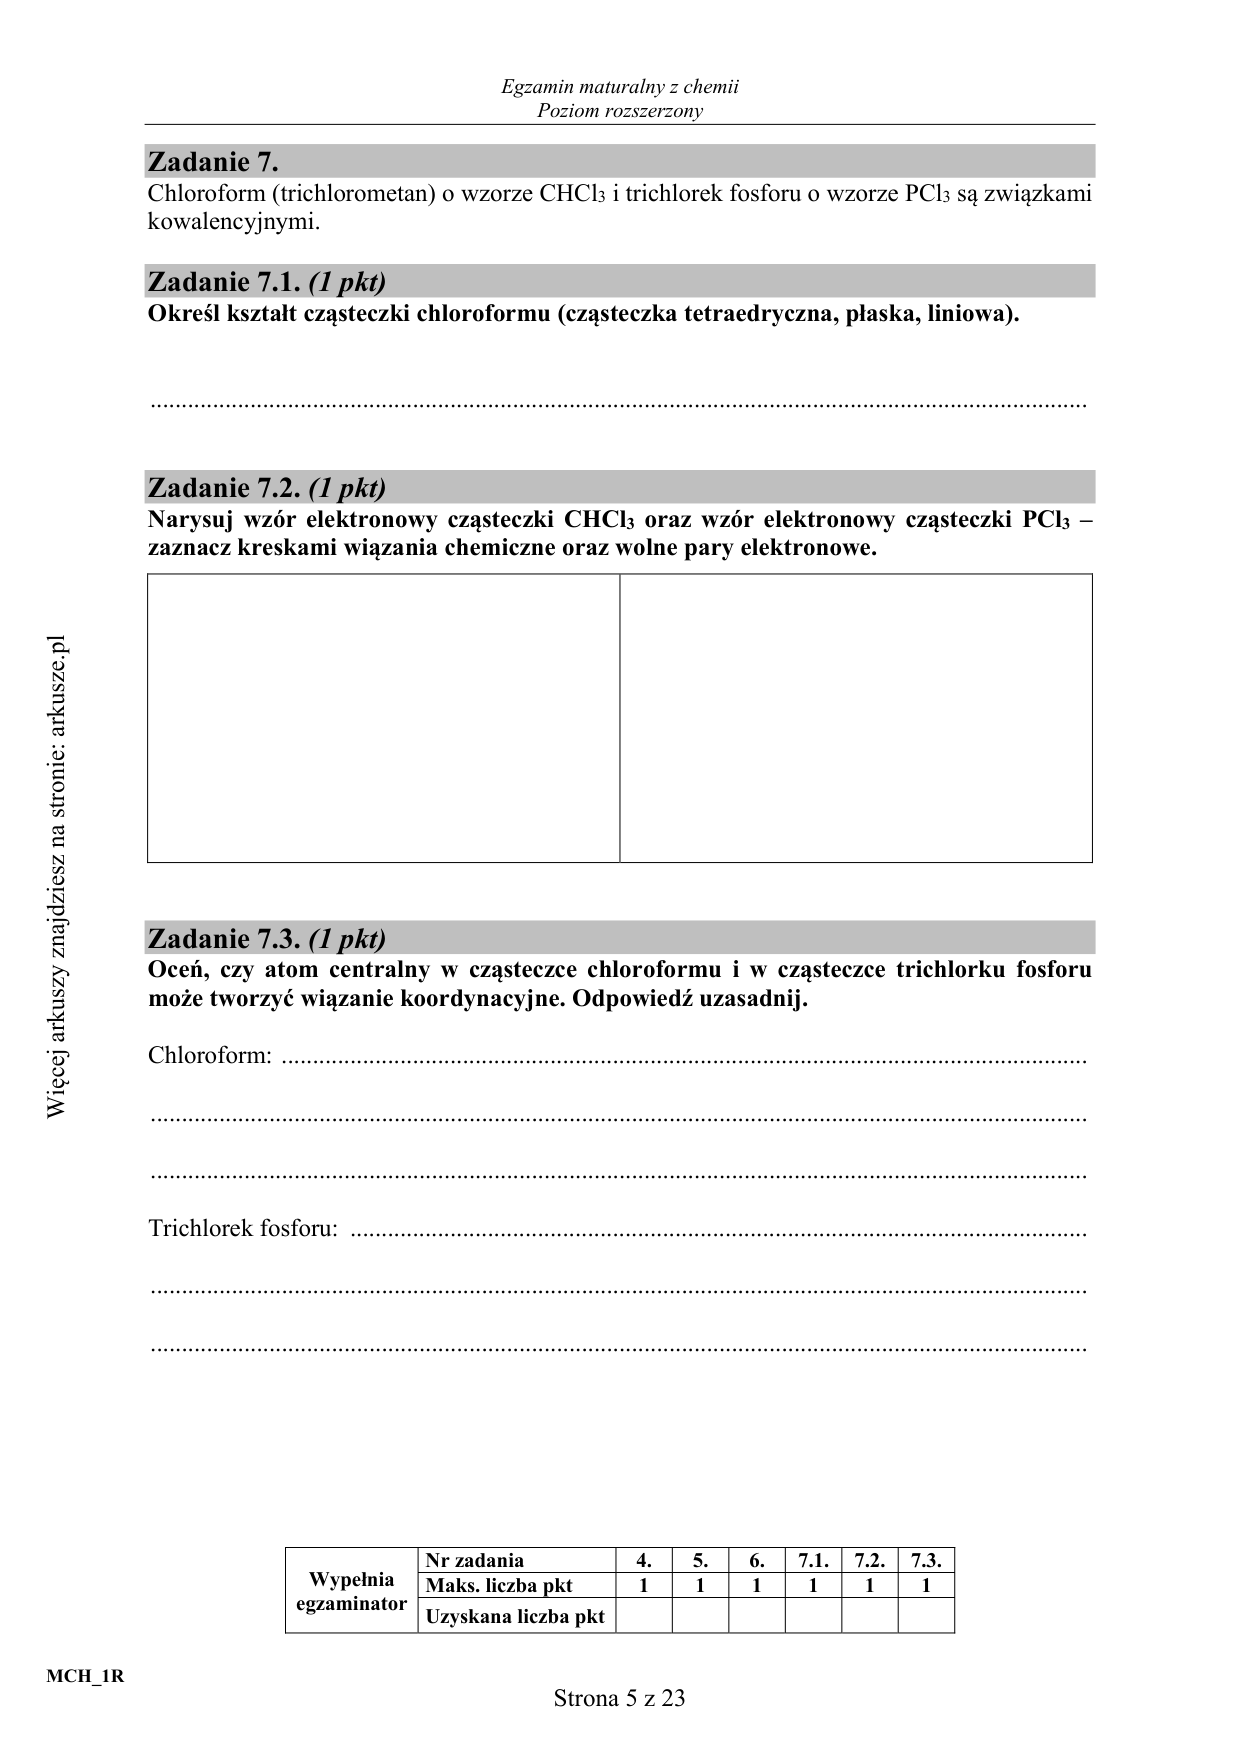 Egzamin maturalny z chemii
Poziom rozszerzony
Zadanie 7.
Chloroform (trichlorometan) o wzorze CHCl₃ i trichlorek fosforu o wzorze PCl₃ są związkami
kowalencyjnymi.
Zadanie 7.1. (1 pkt)
Określ kształt cząsteczki chloroformu (cząsteczka tetraedryczna, płaska, liniowa).
................................................................................
Zadanie 7.2. (1 pkt)
Narysuj wzór elektronowy cząsteczki CHCl₃ oraz wzór elektronowy cząsteczki PCl₃ –
zaznacz kreskami wiązania chemiczne oraz wolne pary elektronowe.
Zadanie 7.3. (1 pkt)
Oceń, czy atom centralny w cząsteczce chloroformu i w cząsteczce trichlorku fosforu
może tworzyć wiązanie koordynacyjne. Odpowiedź uzasadnij.
Chloroform: ................................................................................
................................................................................
................................................................................
Trichlorek fosforu: ................................................................................
................................................................................
................................................................................
Wypełnia
egzaminator
Nr zadania 4. 5. 6. 7.1. 7.2. 7.3.
Maks. liczba pkt 1 1 1 1 1 1
Uzyskana liczba pkt
MCH_1R
Strona 5 z 23
Więcej arkuszy znajdziesz na stronie: arkusze.pl